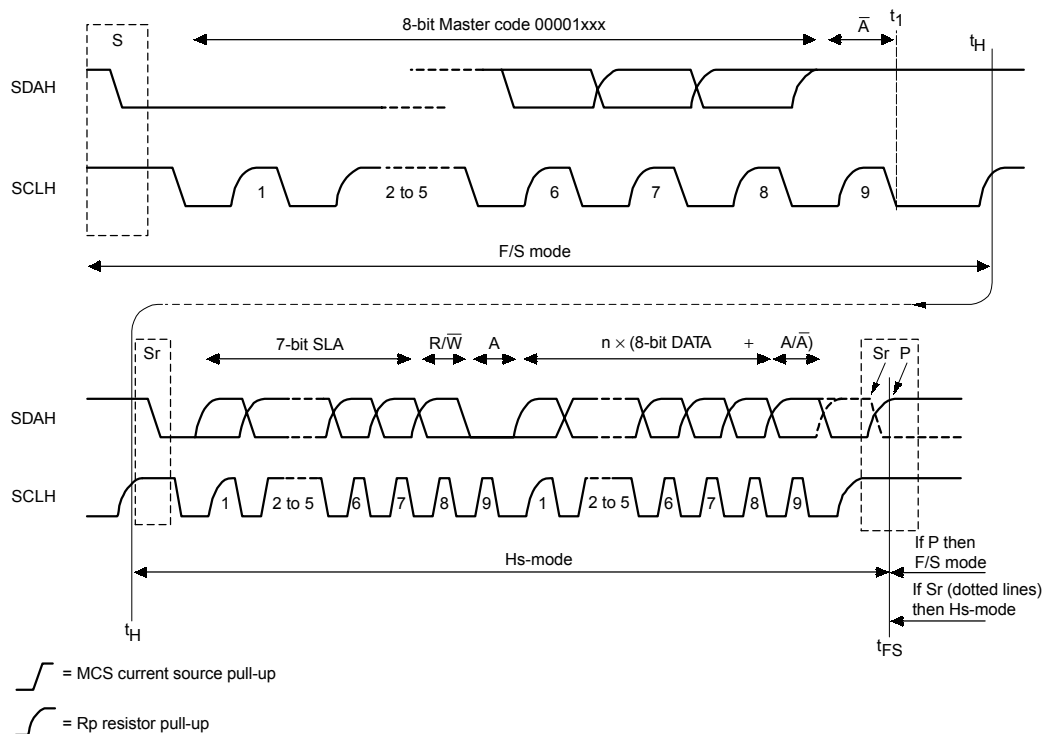 8-bit Master code 00001xxx
S
A̅
t1
tH
SDAH
SCLH
1
2 to 5
6
7
8
9
F/S mode
Sr
7-bit SLA
R/W̅
A
n × (8-bit DATA +
A/A̅)
Sr P
SDAH
SCLH
1
2 to 5
6
7
8
9
1
2 to 5
6
7
8
9
Hs-mode
If P then
F/S mode
If Sr (dotted lines)
then Hs-mode
tH
tFS
= MCS current source pull-up
= Rp resistor pull-up